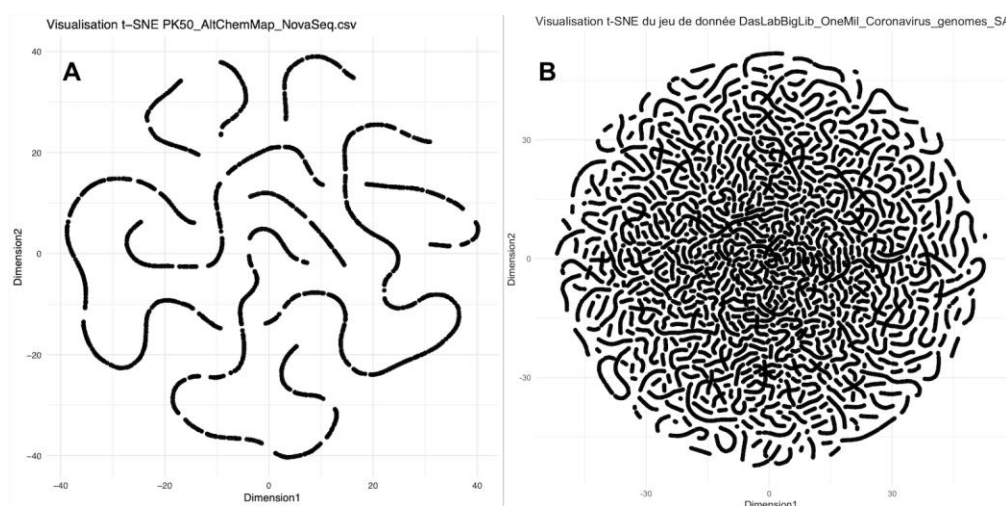 Visualisation t−SNE PK50_AltChemMap_NovaSeq.csv
A
40
20
0
−20
−40
Dimension2
−40 −20 0 20 40
Dimension1
Visualisation t-SNE du jeu de donnée DasLabBigLib_OneMil_Coronavirus_genomes_SA
B
30
0
-30
Dimension2
-30 0 30
Dimension1